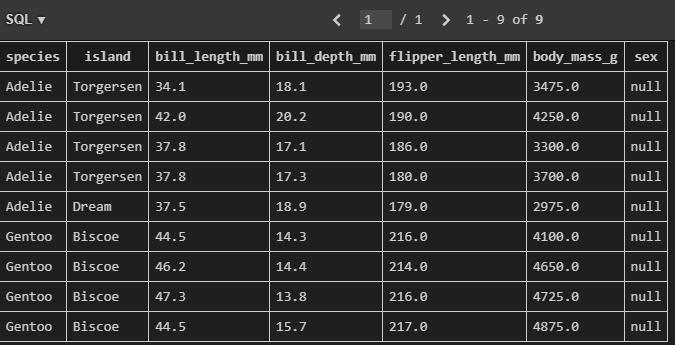 SQL ▼ < 1 / 1 > 1 - 9 of 9
species island bill_length_mm bill_depth_mm flipper_length_mm body_mass_g sex
Adelie Torgersen 34.1 18.1 193.0 3475.0 null
Adelie Torgersen 42.0 20.2 190.0 4250.0 null
Adelie Torgersen 37.8 17.1 186.0 3300.0 null
Adelie Torgersen 37.8 17.3 180.0 3700.0 null
Adelie Dream 37.5 18.9 179.0 2975.0 null
Gentoo Biscoe 44.5 14.3 216.0 4100.0 null
Gentoo Biscoe 46.2 14.4 214.0 4650.0 null
Gentoo Biscoe 47.3 13.8 216.0 4725.0 null
Gentoo Biscoe 44.5 15.7 217.0 4875.0 null